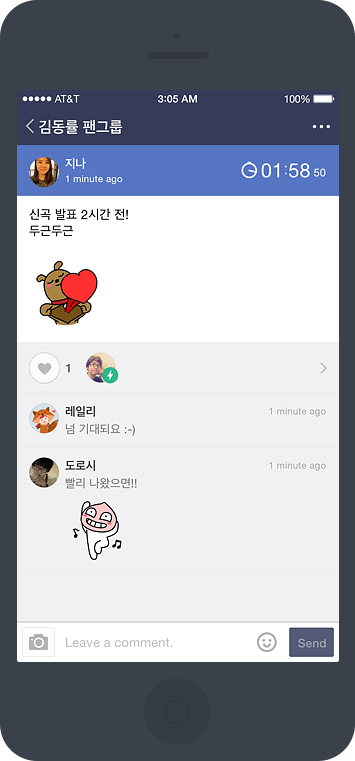 AT&T 3:05 AM 100%
김동률 팬그룹
지나
1 minute ago
01:58 50
신곡 발표 2시간 전!
두근두근
1
레일리 1 minute ago
넘 기대되요 :-)
도로시 1 minute ago
빨리 나왔으면!!
Leave a comment. Send